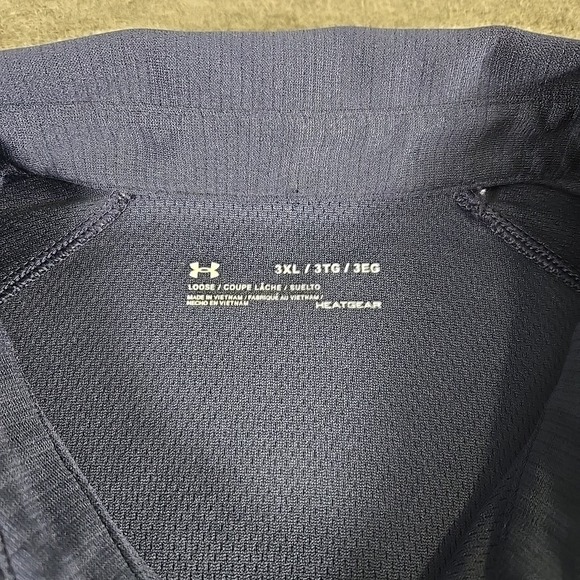 3XL / 3TG / 3EG
LOOSE / COUPE LÂCHE / SUELTO
MADE IN VIETNAM / FABRIQUÉ AU VIETNAM /
HECHO EN VIETNAM
HEATGEAR